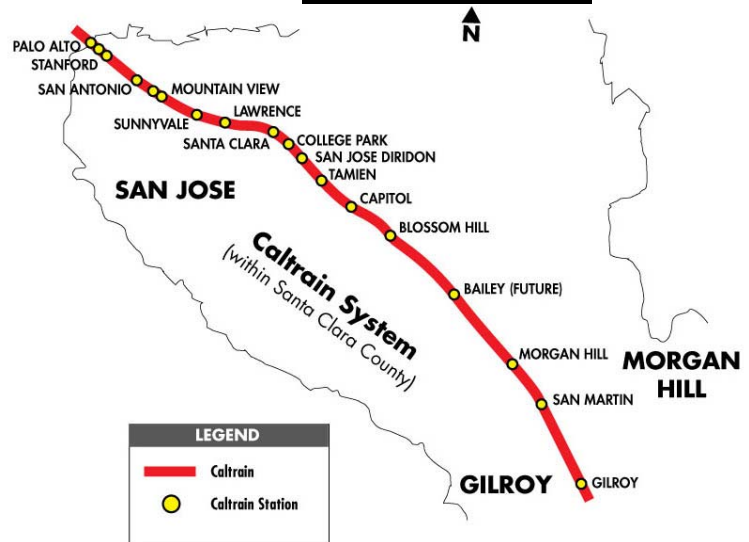 N
PALO ALTO
STANFORD
SAN ANTONIO
MOUNTAIN VIEW
SUNNYVALE
LAWRENCE
SANTA CLARA
COLLEGE PARK
SAN JOSE DIRIDON
TAMIEN
SAN JOSE
CAPITOL
BLOSSOM HILL
Caltrain System
(within Santa Clara County)
BAILEY (FUTURE)
MORGAN HILL
MORGAN
HILL
SAN MARTIN
GILROY
GILROY
LEGEND
Caltrain
Caltrain Station